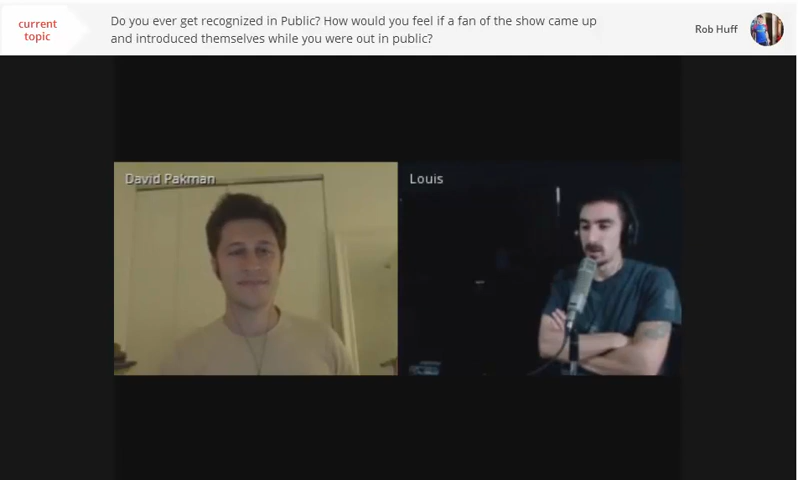 current
topic
Do you ever get recognized in Public? How would you feel if a fan of the show came up
and introduced themselves while you were out in public?
Rob Huff
David Pakman
Louis